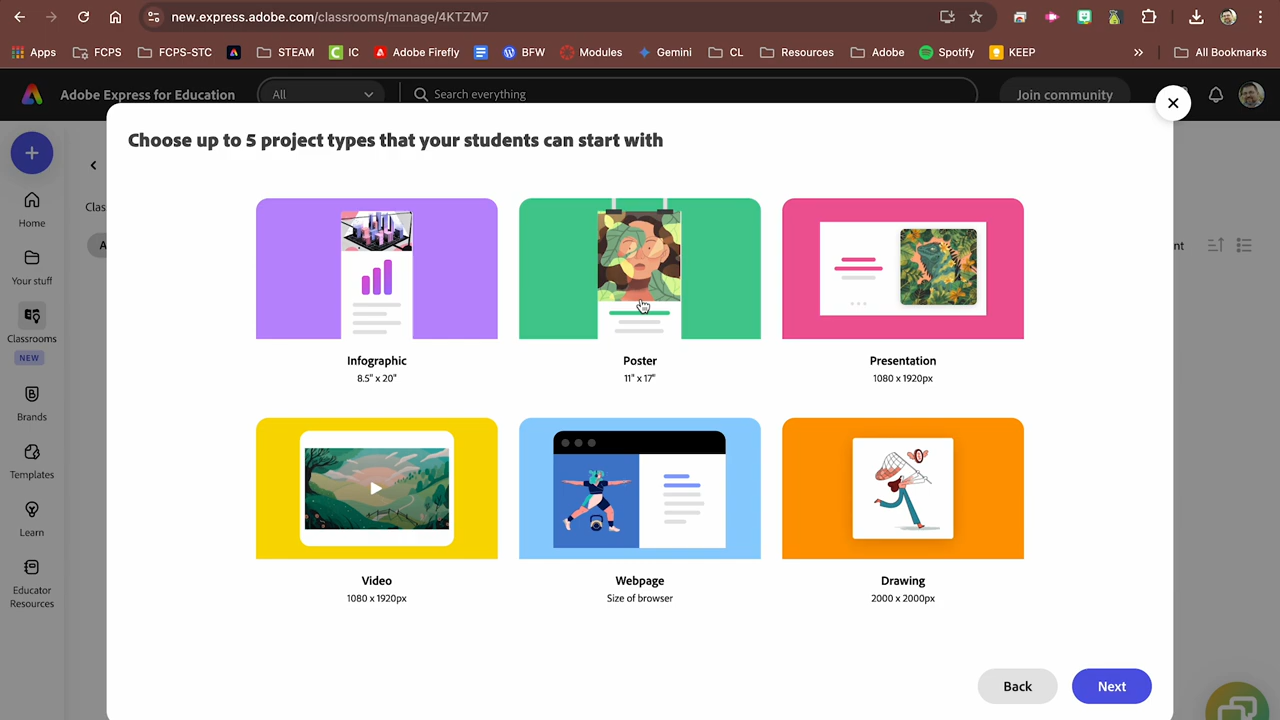 new.express.adobe.com/classrooms/manage/4KTZM7
Apps FCPS FCPS-STC STEAM IC Adobe Firefly BFW Modules Gemini CL Resources Adobe Spotify KEEP » All Bookmarks
Adobe Express for Education All Search everything Join community
Choose up to 5 project types that your students can start with
Home
Your stuff
Classrooms
NEW
Brands
Templates
Learn
Educator
Resources
Clas
A
nt
Infographic
8.5" x 20"
Poster
11" x 17"
Presentation
1080 x 1920px
Video
1080 x 1920px
Webpage
Size of browser
Drawing
2000 x 2000px
Back
Next